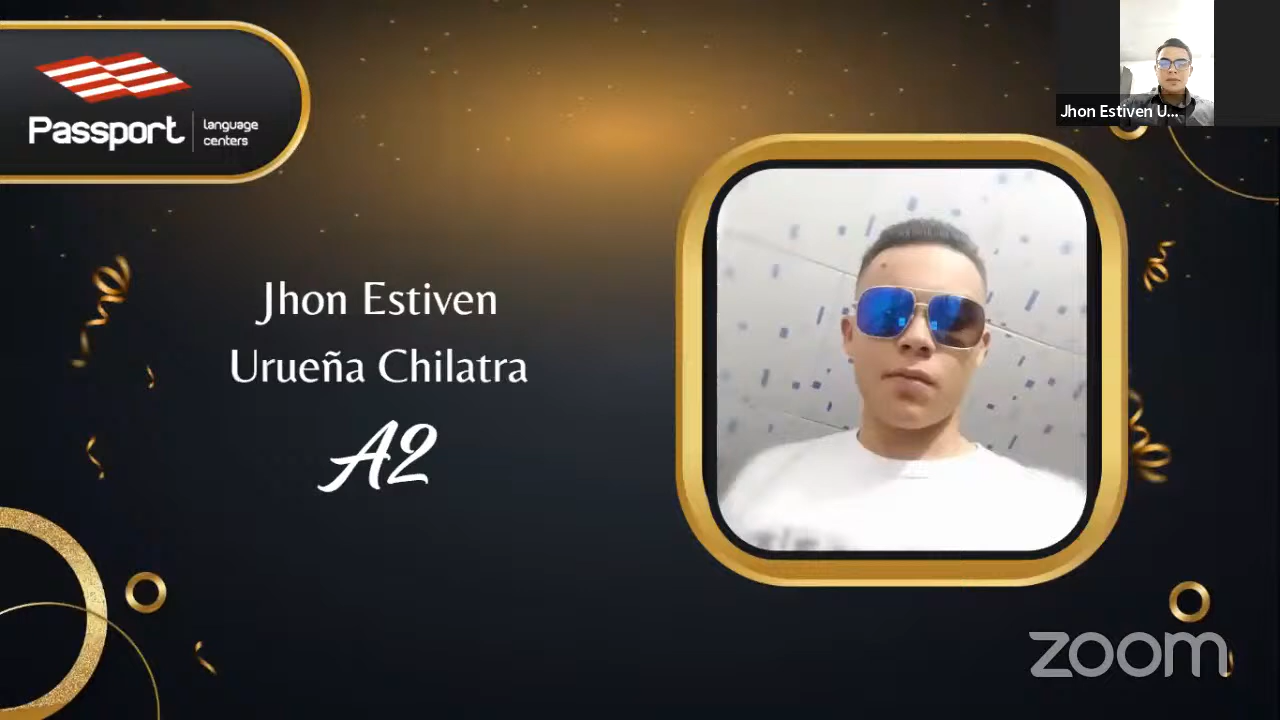 Passport
language
centers
Jhon Estiven U...
Jhon Estiven
Urueña Chilatra
A2
zoom